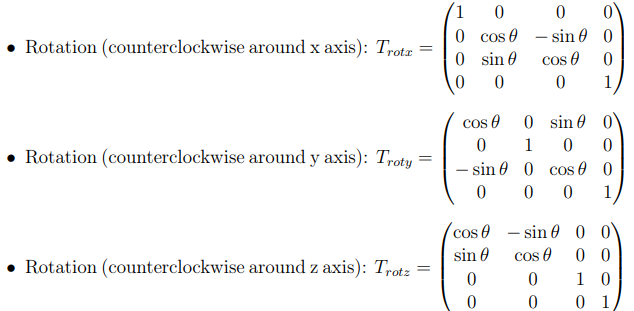 • Rotation (counterclockwise around x axis): T_{rotx} = \begin{pmatrix} 1 & 0 & 0 & 0 \\ 0 & \cos\theta & -\sin\theta & 0 \\ 0 & \sin\theta & \cos\theta & 0 \\ 0 & 0 & 0 & 1 \end{pmatrix}
• Rotation (counterclockwise around y axis): T_{roty} = \begin{pmatrix} \cos\theta & 0 & \sin\theta & 0 \\ 0 & 1 & 0 & 0 \\ -\sin\theta & 0 & \cos\theta & 0 \\ 0 & 0 & 0 & 1 \end{pmatrix}
• Rotation (counterclockwise around z axis): T_{rotz} = \begin{pmatrix} \cos\theta & -\sin\theta & 0 & 0 \\ \sin\theta & \cos\theta & 0 & 0 \\ 0 & 0 & 1 & 0 \\ 0 & 0 & 0 & 1 \end{pmatrix}